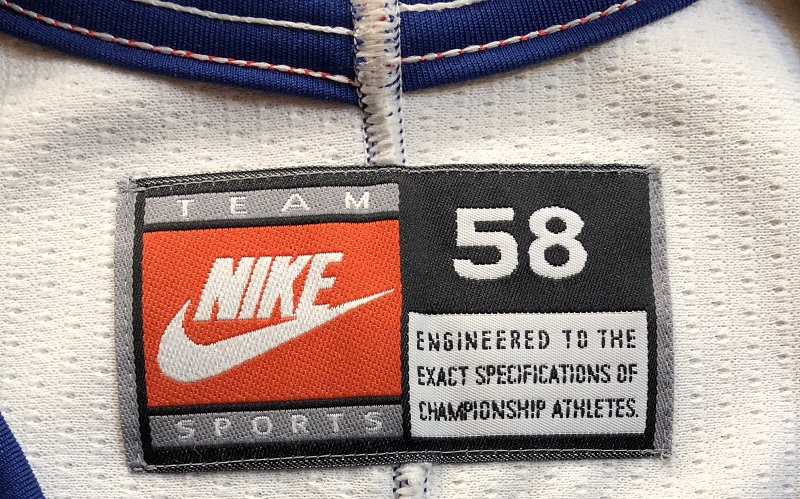 TEAM
NIKE
SPORTS
58
ENGINEERED TO THE
EXACT SPECIFICATIONS OF
CHAMPIONSHIP ATHLETES.